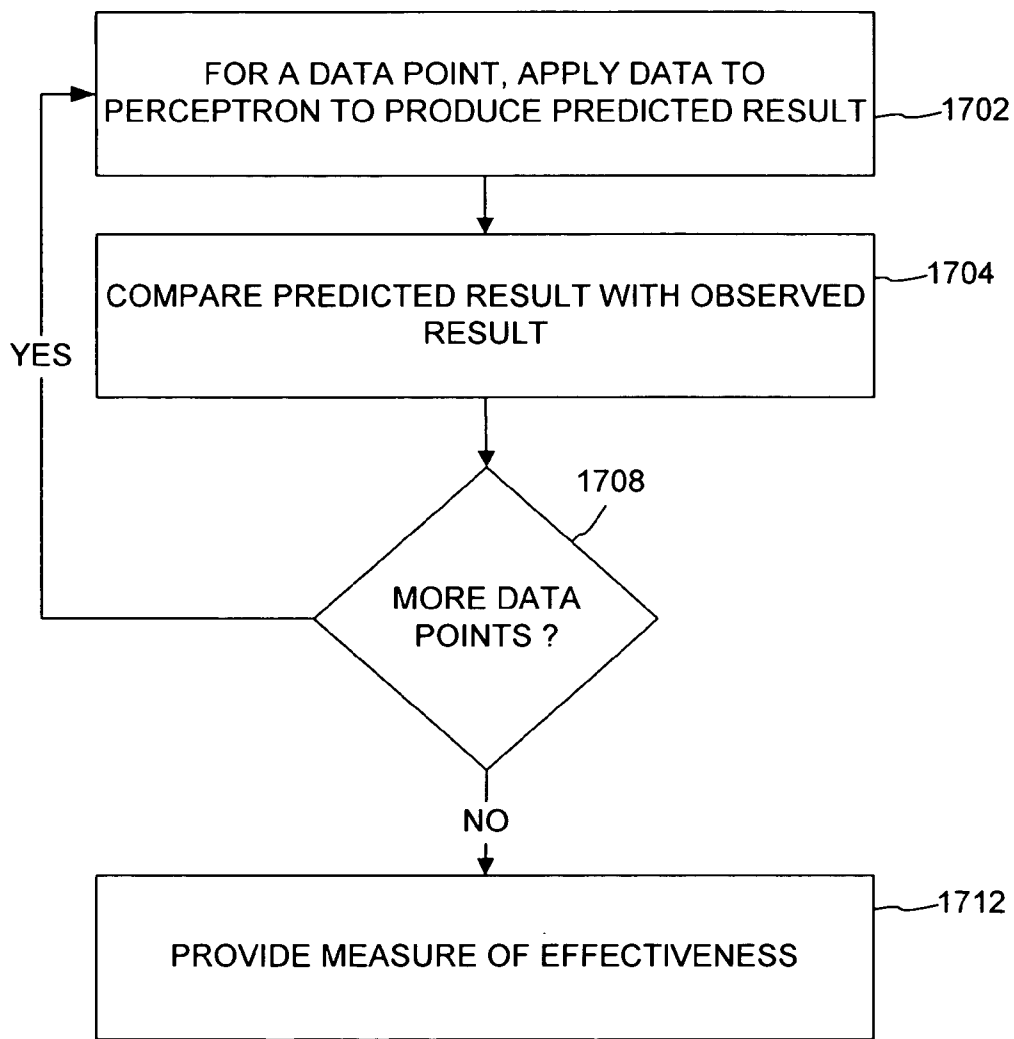 FOR A DATA POINT, APPLY DATA TO
PERCEPTRON TO PRODUCE PREDICTED RESULT
1702
COMPARE PREDICTED RESULT WITH OBSERVED
RESULT
1704
YES
1708
MORE DATA
POINTS ?
NO
PROVIDE MEASURE OF EFFECTIVENESS
1712